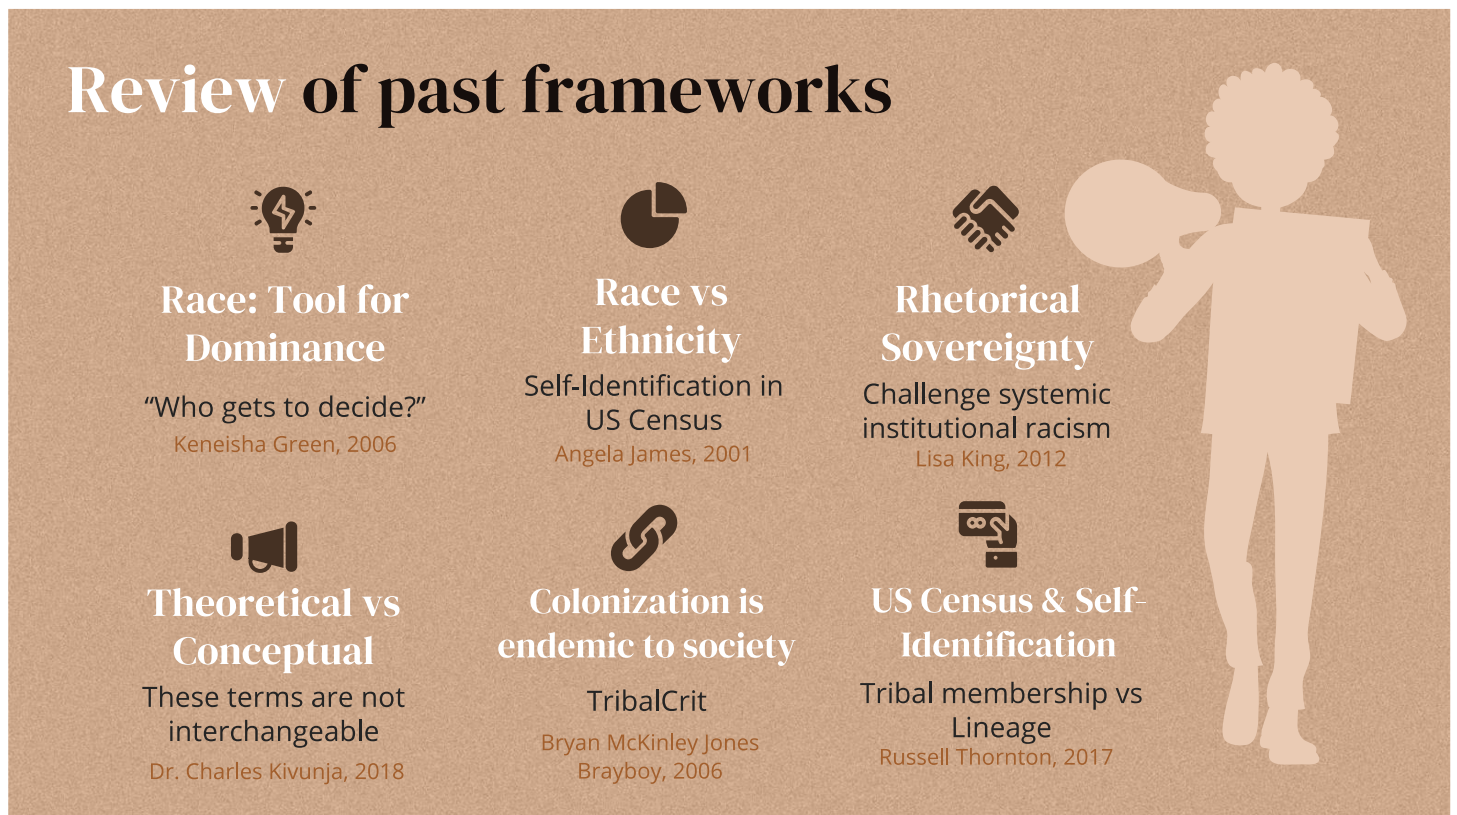 Review of past frameworks
Race: Tool for
Dominance
“Who gets to decide?”
Keneisha Green, 2006
Race vs
Ethnicity
Self-Identification in
US Census
Angela James, 2001
Rhetorical
Sovereignty
Challenge systemic
institutional racism
Lisa King, 2012
Theoretical vs
Conceptual
These terms are not
interchangeable
Dr. Charles Kivunja, 2018
Colonization is
endemic to society
TribalCrit
Bryan McKinley Jones
Brayboy, 2006
US Census & Self-
Identification
Tribal membership vs
Lineage
Russell Thornton, 2017